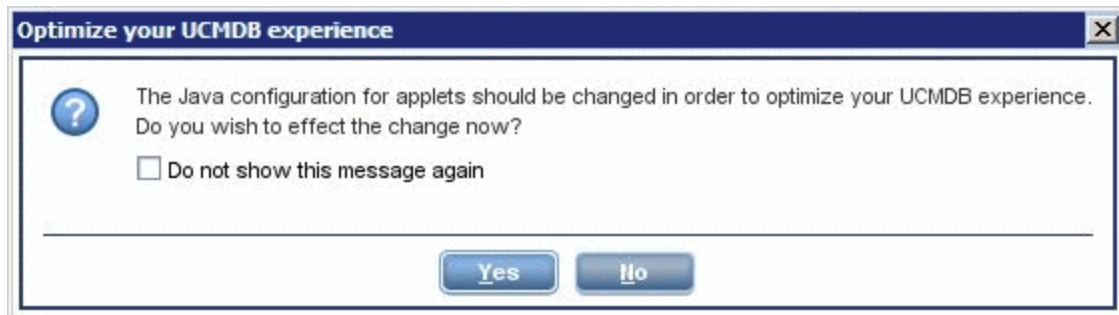 Optimize your UCMDB experience
The Java configuration for applets should be changed in order to optimize your UCMDB experience.
Do you wish to effect the change now?
Do not show this message again
Yes No